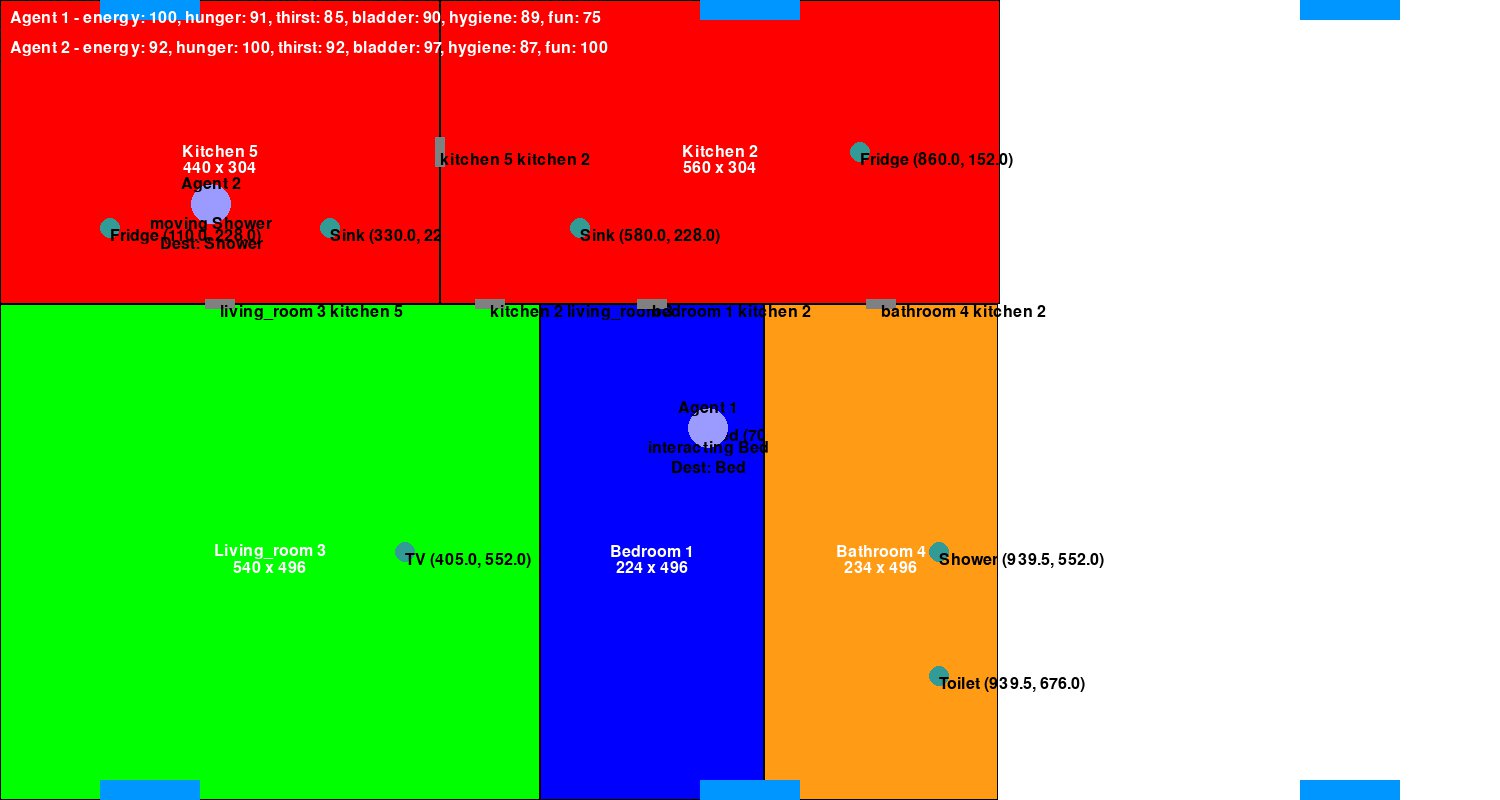 Agent 1 - energy: 100, hunger: 91, thirst: 85, bladder: 90, hygiene: 89, fun: 75
Agent 2 - energy: 92, hunger: 100, thirst: 92, bladder: 97, hygiene: 87, fun: 100
Kitchen 5
440 x 304
kitchen 5 kitchen 2
Kitchen 2
560 x 304
Fridge (860.0, 152.0)
Agent 2
moving Shower
Dest: Shower
Fridge (110.0, 228.0)
Sink (330.0, 22
Sink (580.0, 228.0)
living_room 3 kitchen 5
kitchen 2 living_room 3
bedroom 1 kitchen 2
bathroom 4 kitchen 2
Agent 1
d (70
interacting Bed
Dest: Bed
Living_room 3
540 x 496
TV (405.0, 552.0)
Bedroom 1
224 x 496
Bathroom 4
234 x 496
Shower (939.5, 552.0)
Toilet (939.5, 676.0)